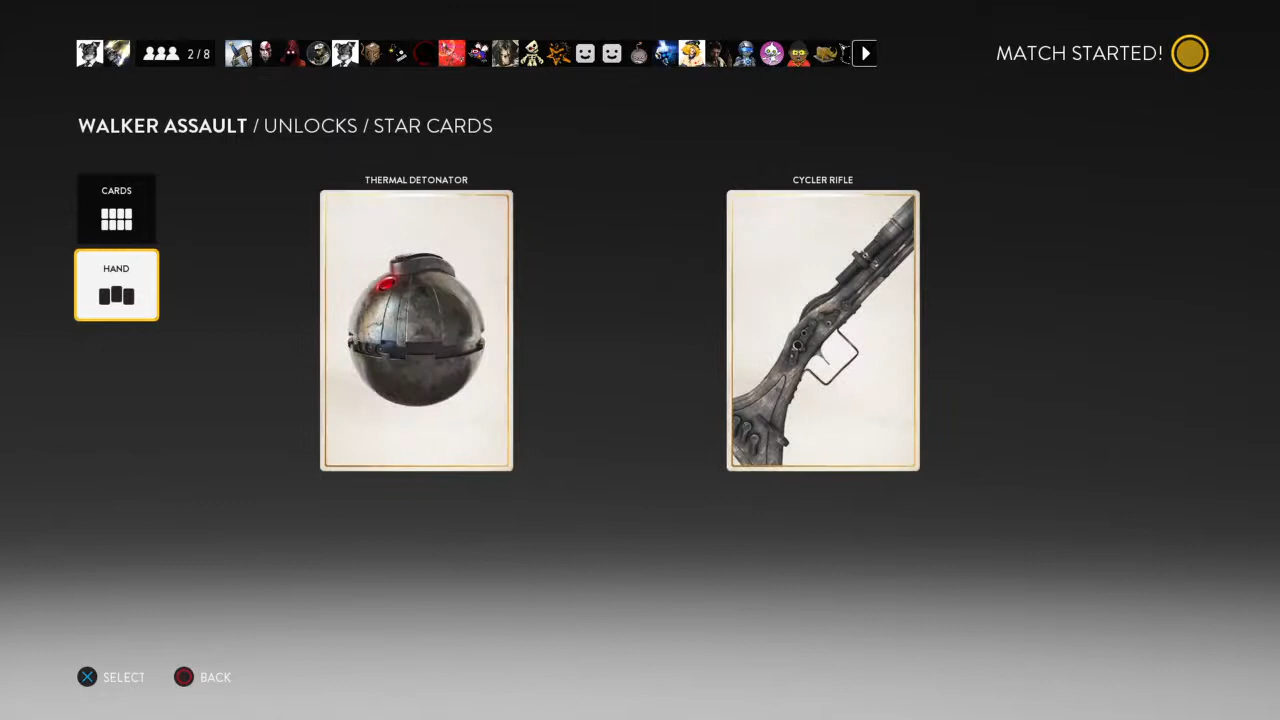 2/8
MATCH STARTED!
WALKER ASSAULT / UNLOCKS / STAR CARDS
CARDS
HAND
THERMAL DETONATOR
CYCLER RIFLE
SELECT
BACK